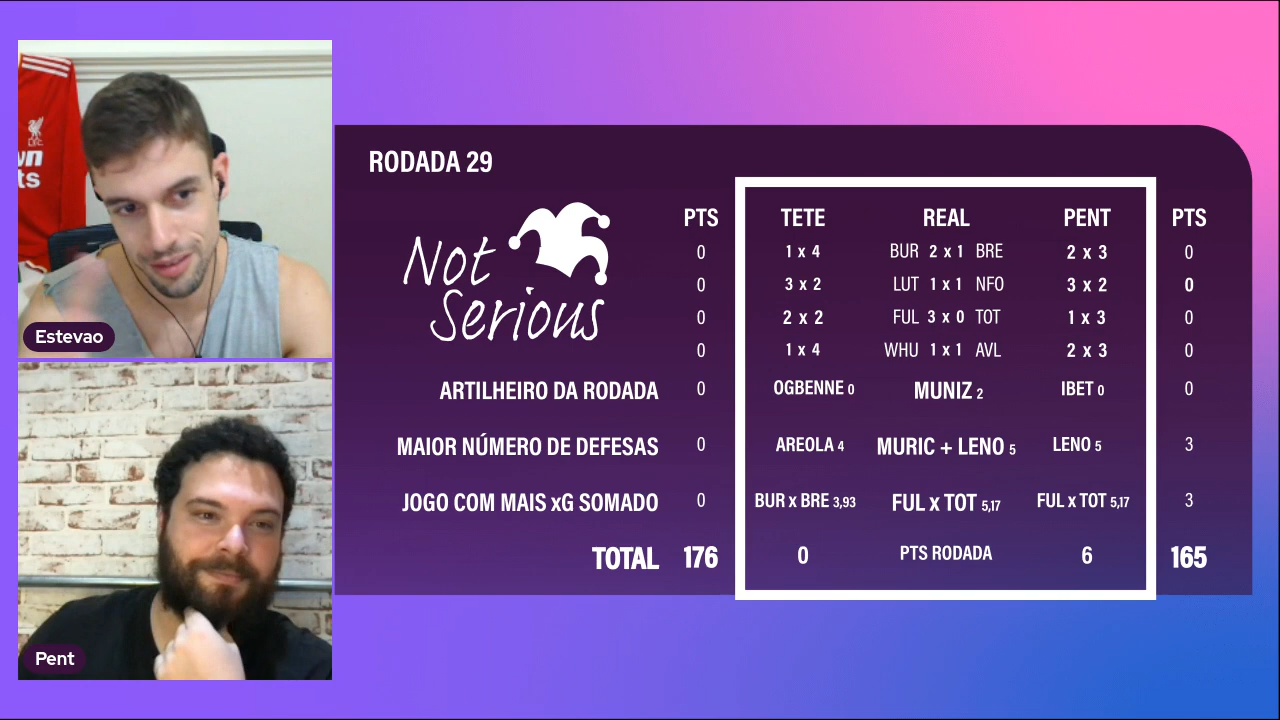 wn
ts
Estevao
Pent
RODADA 29
Not
Serious
PTS TETE REAL PENT PTS
0 1 x 4 BUR 2 x 1 BRE 2 x 3 0
0 3 x 2 LUT 1 x 1 NFO 3 x 2 0
0 2 x 2 FUL 3 x 0 TOT 1 x 3 0
0 1 x 4 WHU 1 x 1 AVL 2 x 3 0
ARTILHEIRO DA RODADA 0 OGBENNE 0 MUNIZ 2 IBET 0 0
MAIOR NÚMERO DE DEFESAS 0 AREOLA 4 MURIC + LENO 5 LENO 5 3
JOGO COM MAIS xG SOMADO 0 BUR x BRE 3,93 FUL x TOT 5,17 FUL x TOT 5,17 3
TOTAL 176 0 PTS RODADA 6 165